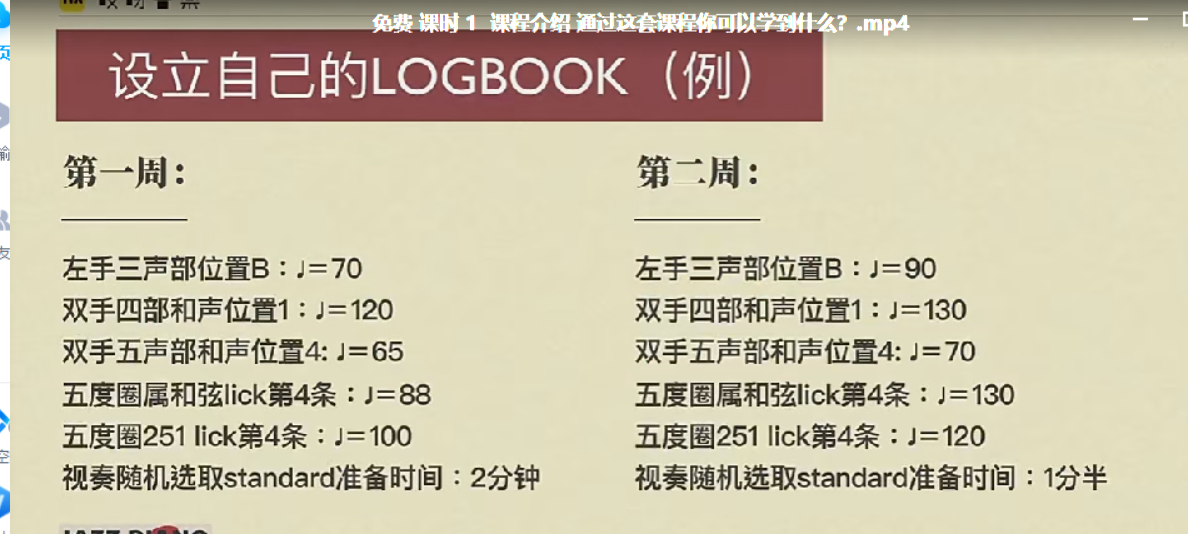 免费 课时 1 课程介绍 通过这套课程你可以学到什么？.mp4
设立自己的LOGBOOK（例）
第一周：
左手三声部位置B：♩＝70
双手四部和声位置1：♩＝120
双手五声部和声位置4: ♩＝65
五度圈属和弦lick第4条：♩＝88
五度圈251 lick第4条：♩＝100
视奏随机选取standard准备时间：2分钟
第二周：
左手三声部位置B：♩＝90
双手四部和声位置1：♩＝130
双手五声部和声位置4: ♩＝70
五度圈属和弦lick第4条：♩＝130
五度圈251 lick第4条：♩＝120
视奏随机选取standard准备时间：1分半
JAZZ PIANO